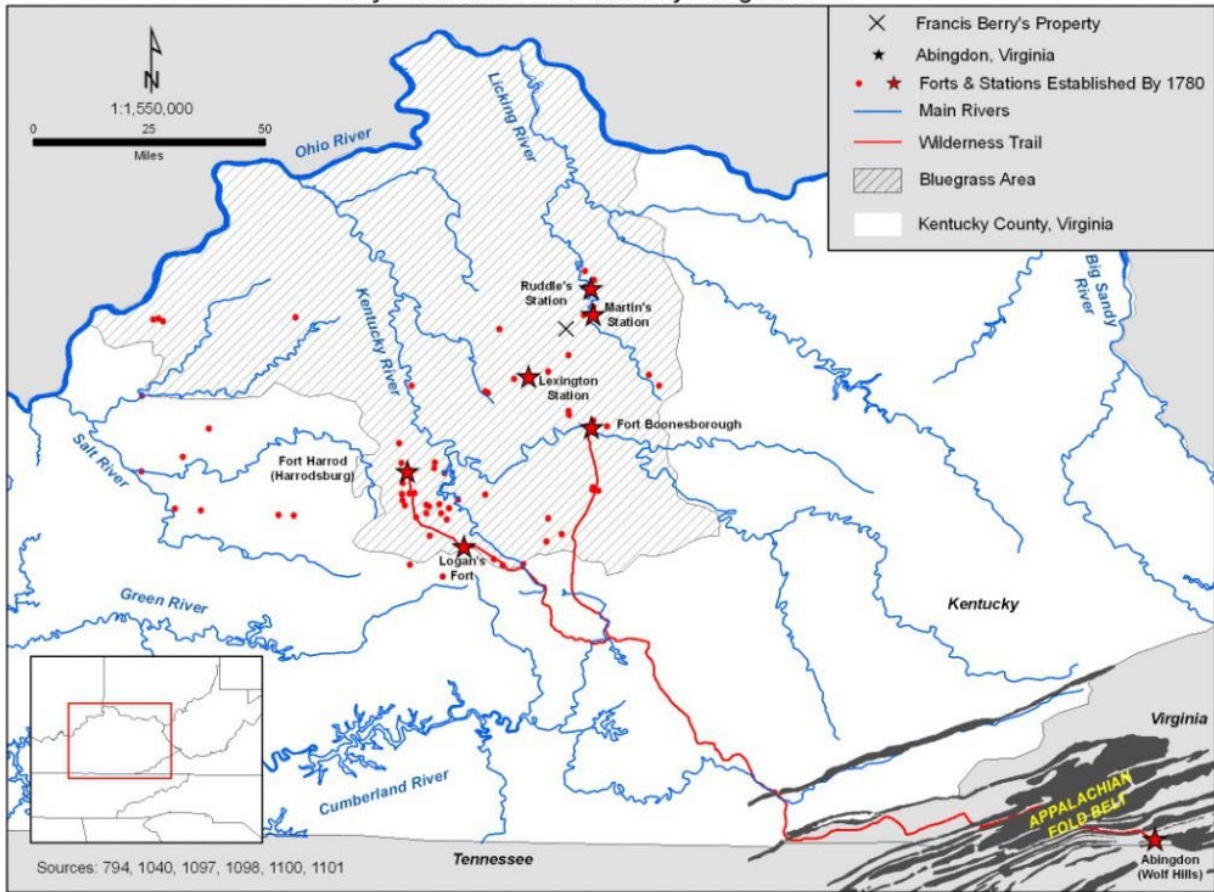 Francis Berry's Property
Abingdon, Virginia
Forts & Stations Established By 1780
Main Rivers
Wilderness Trail
Bluegrass Area
Kentucky County, Virginia
N
1:1,550,000
0 25 50
Miles
Ohio River
Licking River
Big Sandy
River
Kentucky River
Ruddle's
Station
Martin's
Station
Lexington
Station
Fort Boonesborough
Salt River
Fort Harrod
(Harrodsburg)
Logan's
Fort
Green River
Kentucky
Cumberland River
Virginia
APPALACHIAN
FOLD BELT
Tennessee
Abingdon
(Wolf Hills)
Sources: 794, 1040, 1097, 1098, 1100, 1101